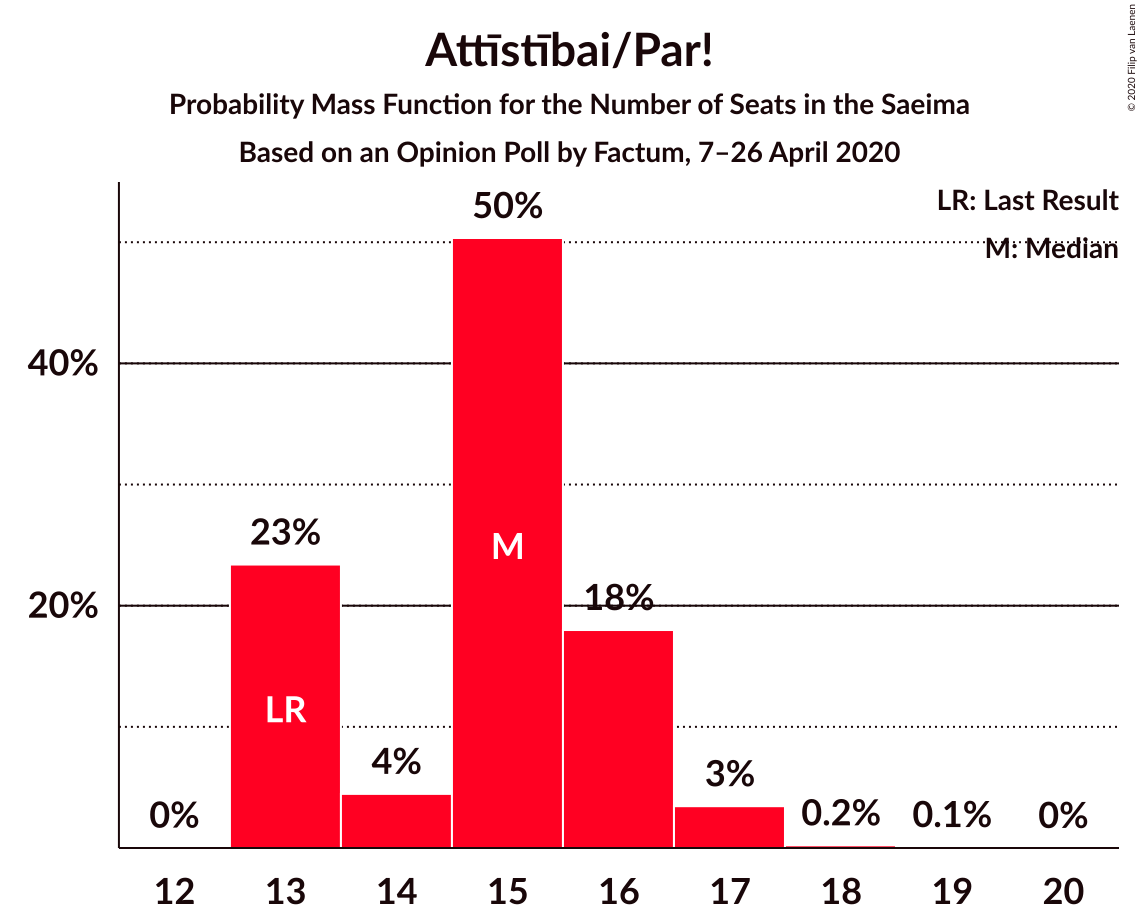 Attīstībai/Par!
Probability Mass Function for the Number of Seats in the Saeima
Based on an Opinion Poll by Factum, 7–26 April 2020
© 2020 Filip van Laenen
LR: Last Result
M: Median
50%
40%
23%
M
18%
20%
LR
4%
3%
0%
0.2%
0.1%
0%
12 13 14 15 16 17 18 19 20